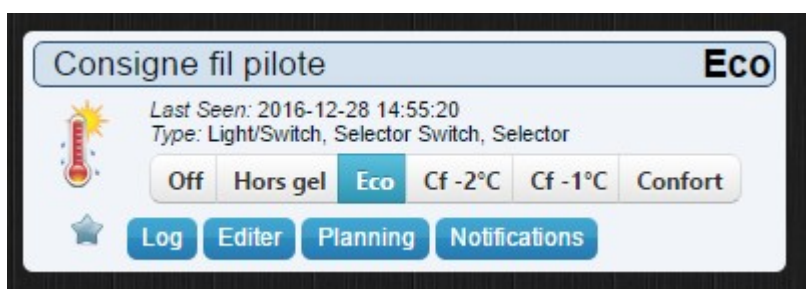 Consigne fil pilote Eco
Last Seen: 2016-12-28 14:55:20
Type: Light/Switch, Selector Switch, Selector
Off Hors gel Eco Cf -2°C Cf -1°C Confort
Log Editer Planning Notifications